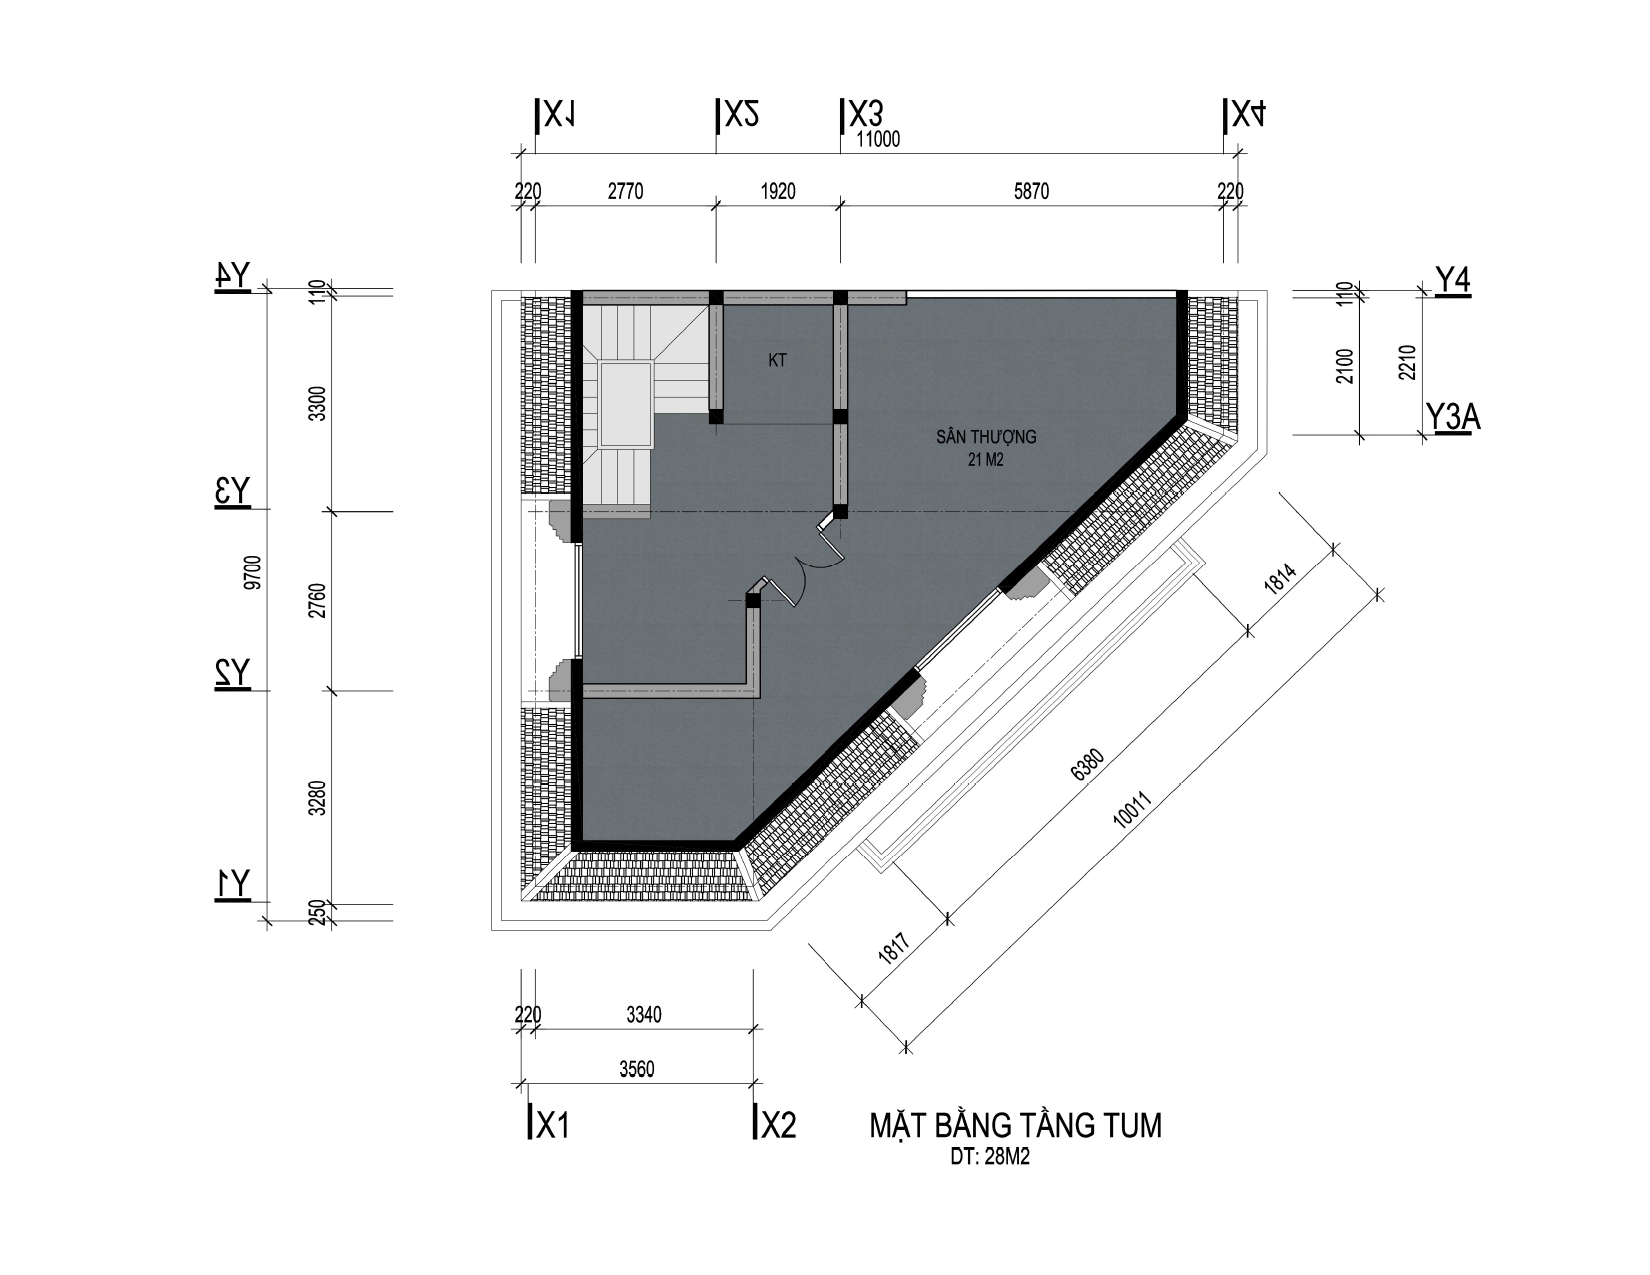 X1
X2
X3
X4
11000
220
2770
1920
5870
220
Y4
110
3300
Y3
9700
2760
Y2
3280
Y1
250
KT
SÂN THƯỢNG
21 M2
Y4
110
2100
2210
Y3A
1814
6380
10011
1817
220
3340
3560
X1
X2
MẶT BẰNG TẦNG TUM
DT: 28M2